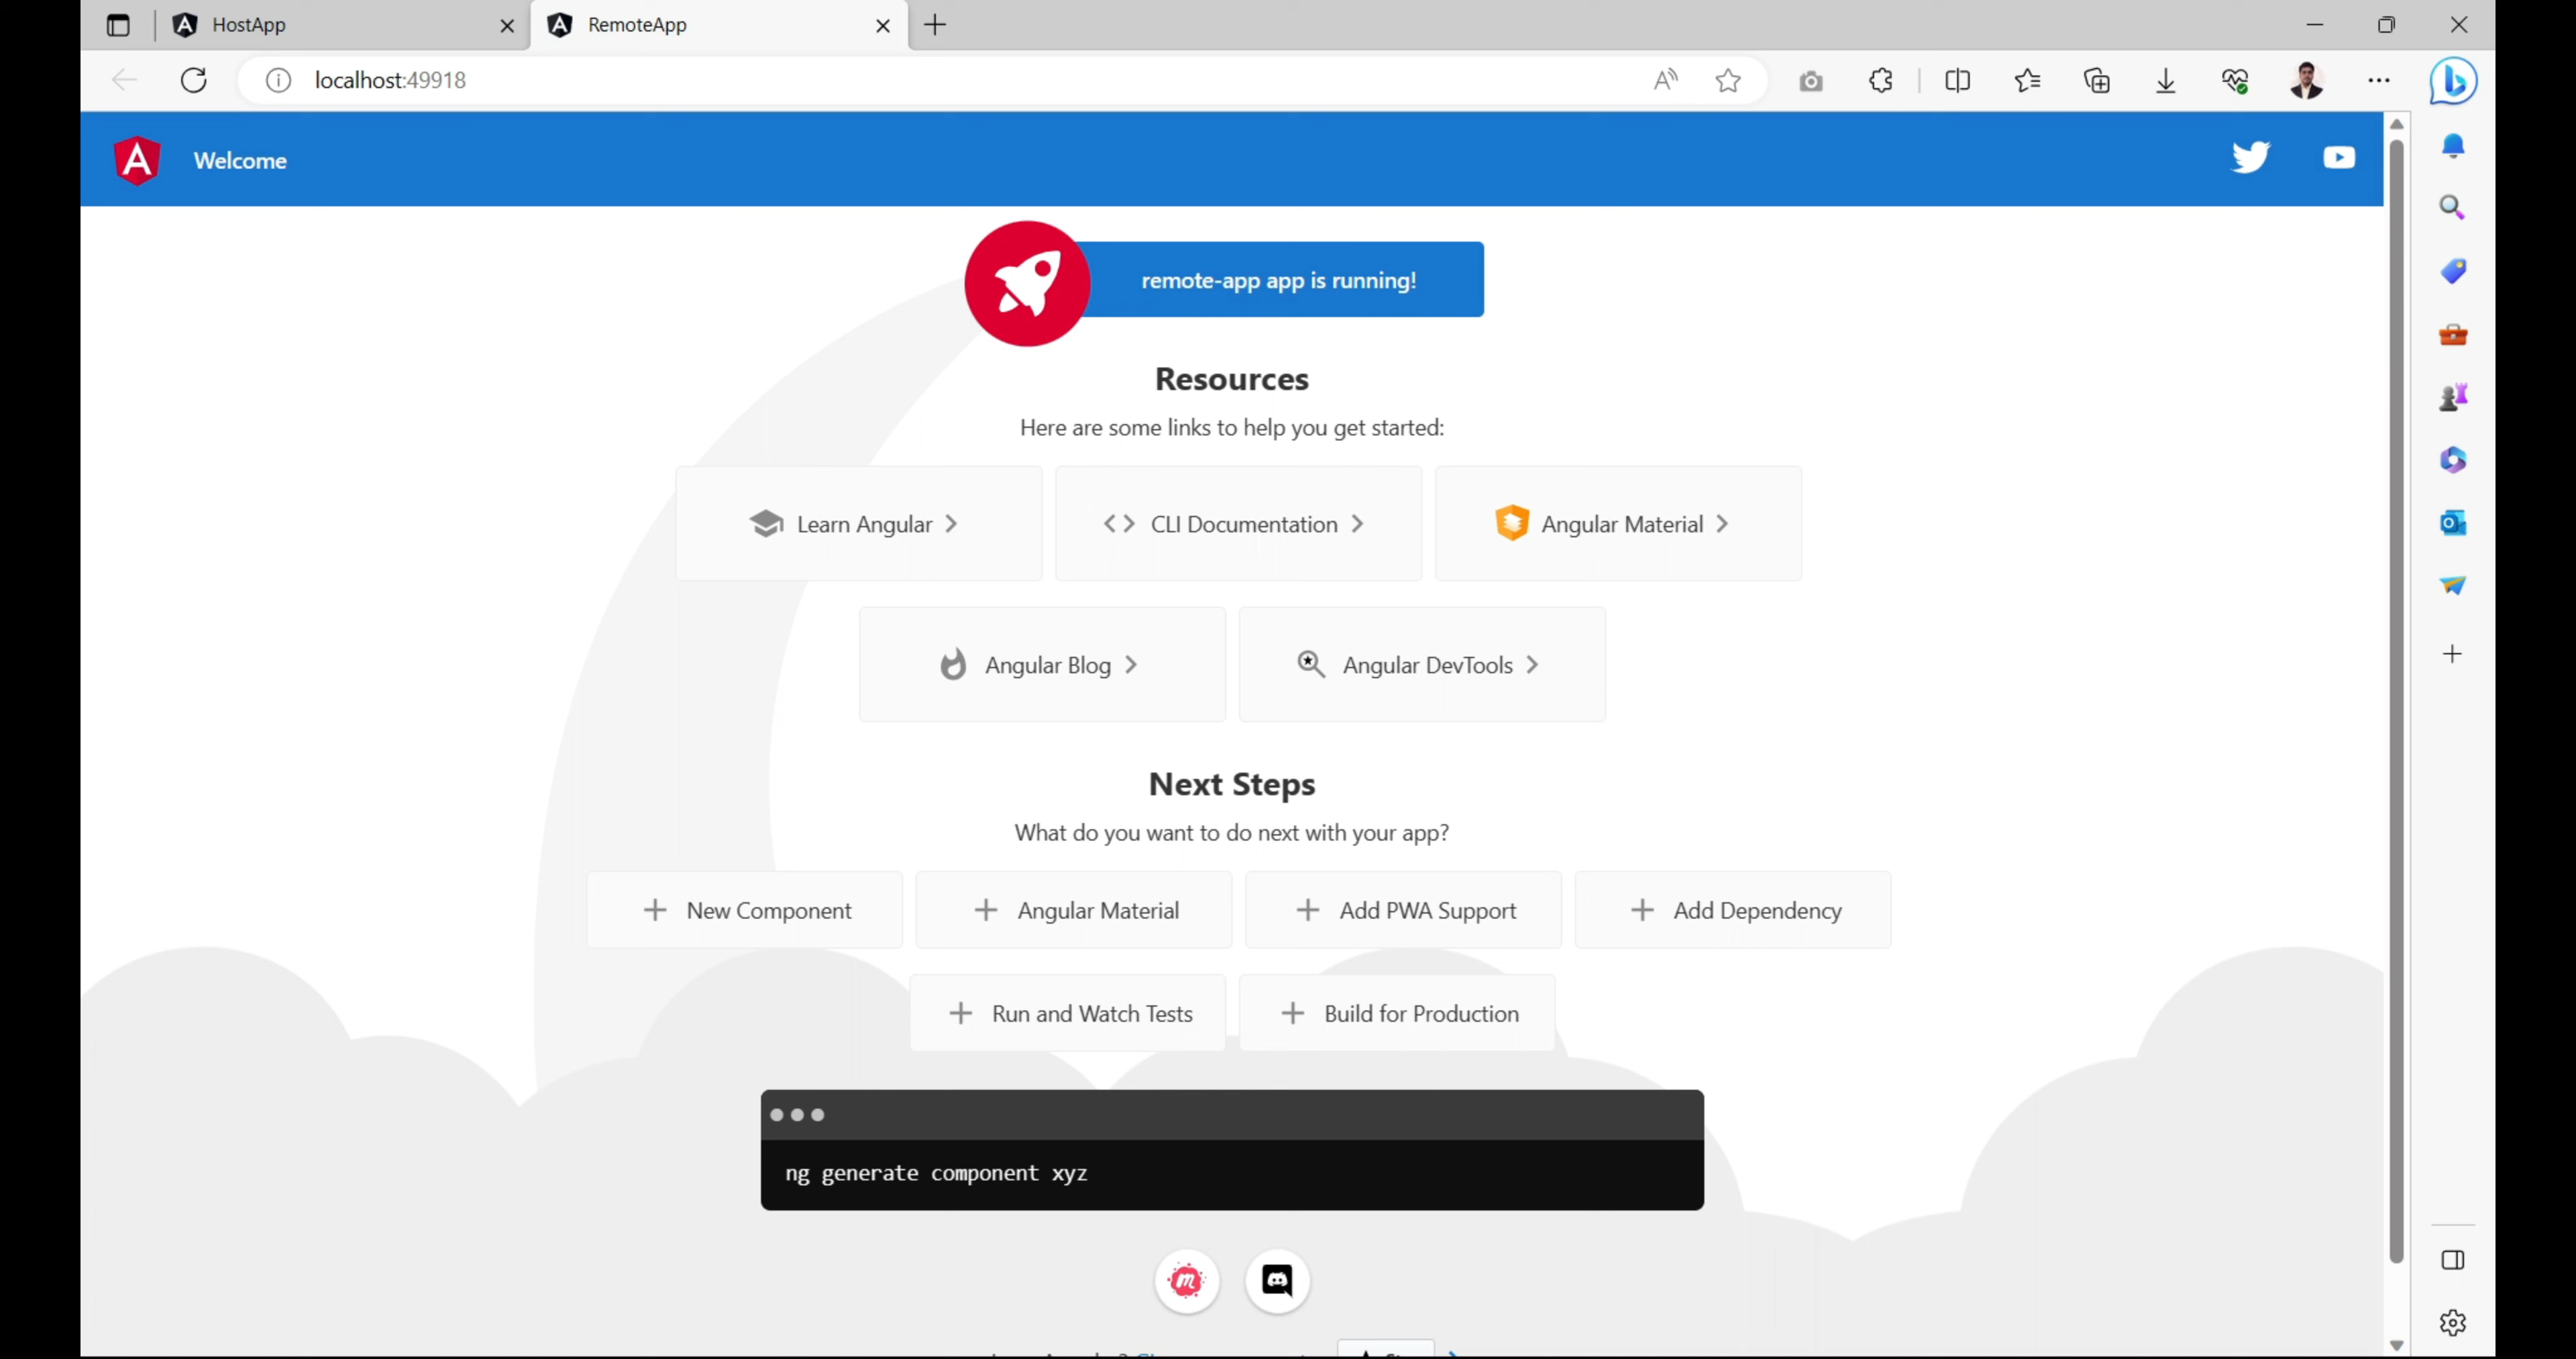 HostApp
RemoteApp
localhost:49918
Welcome
remote-app app is running!
Resources
Here are some links to help you get started:
Learn Angular
CLI Documentation
Angular Material
Angular Blog
Angular DevTools
Next Steps
What do you want to do next with your app?
New Component
Angular Material
Add PWA Support
Add Dependency
Run and Watch Tests
Build for Production
ng generate component xyz